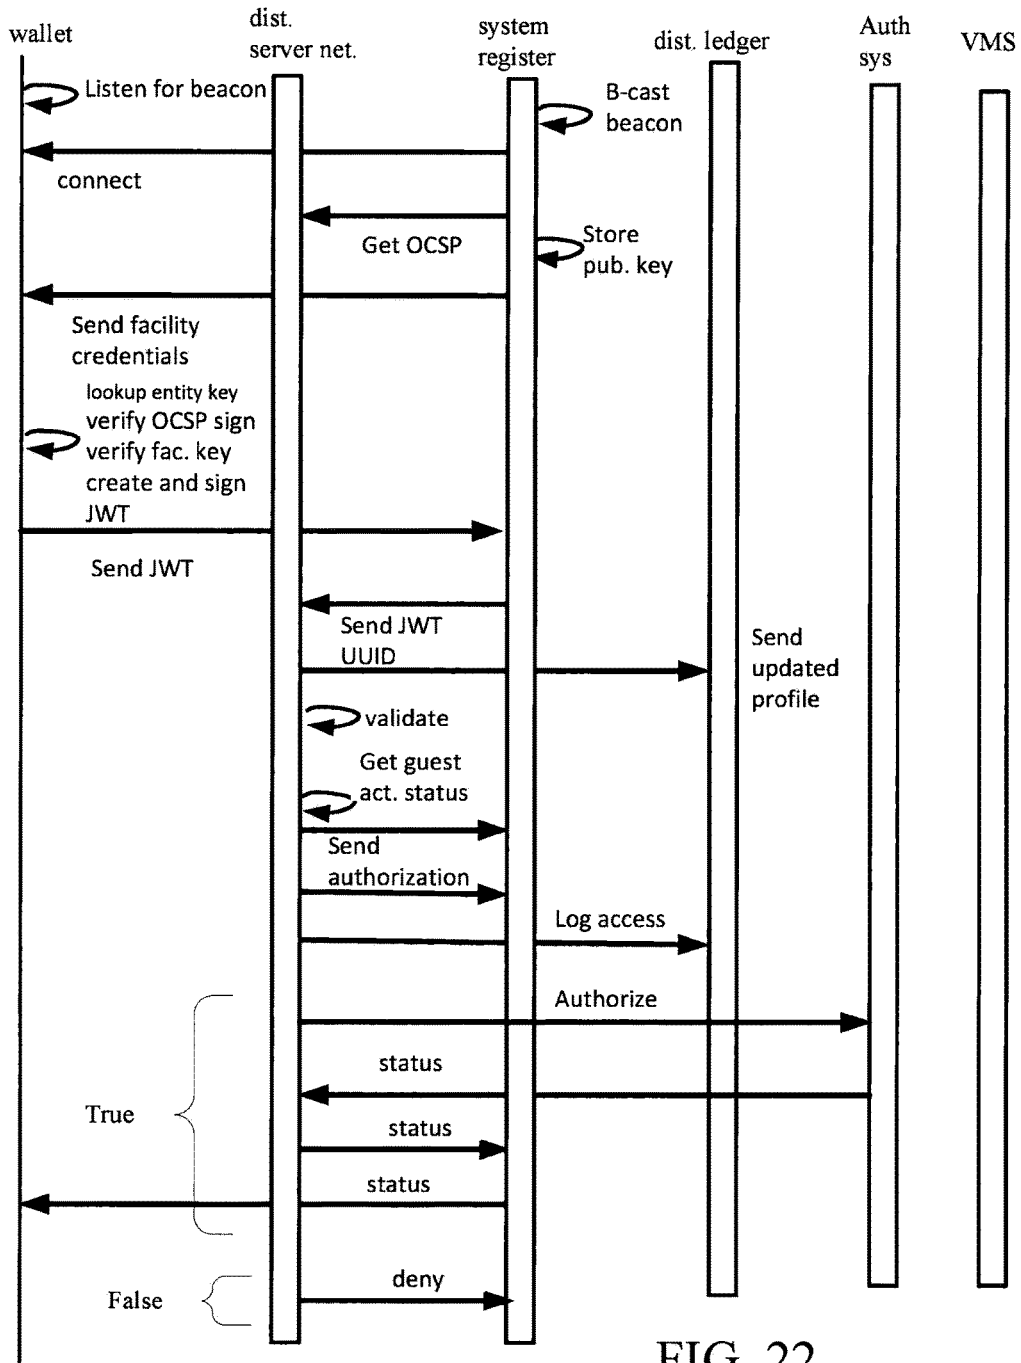 wallet
dist.
server net.
system
register
dist. ledger
Auth
sys
VMS
Listen for beacon
B-cast
beacon
connect
Get OCSP
Store
pub. key
Send facility
credentials
lookup entity key
verify OCSP sign
verify fac. key
create and sign
JWT
Send JWT
Send JWT
UUID
Send
updated
profile
validate
Get guest
act. status
Send
authorization
Log access
Authorize
status
True
status
status
deny
False
FIG. 22